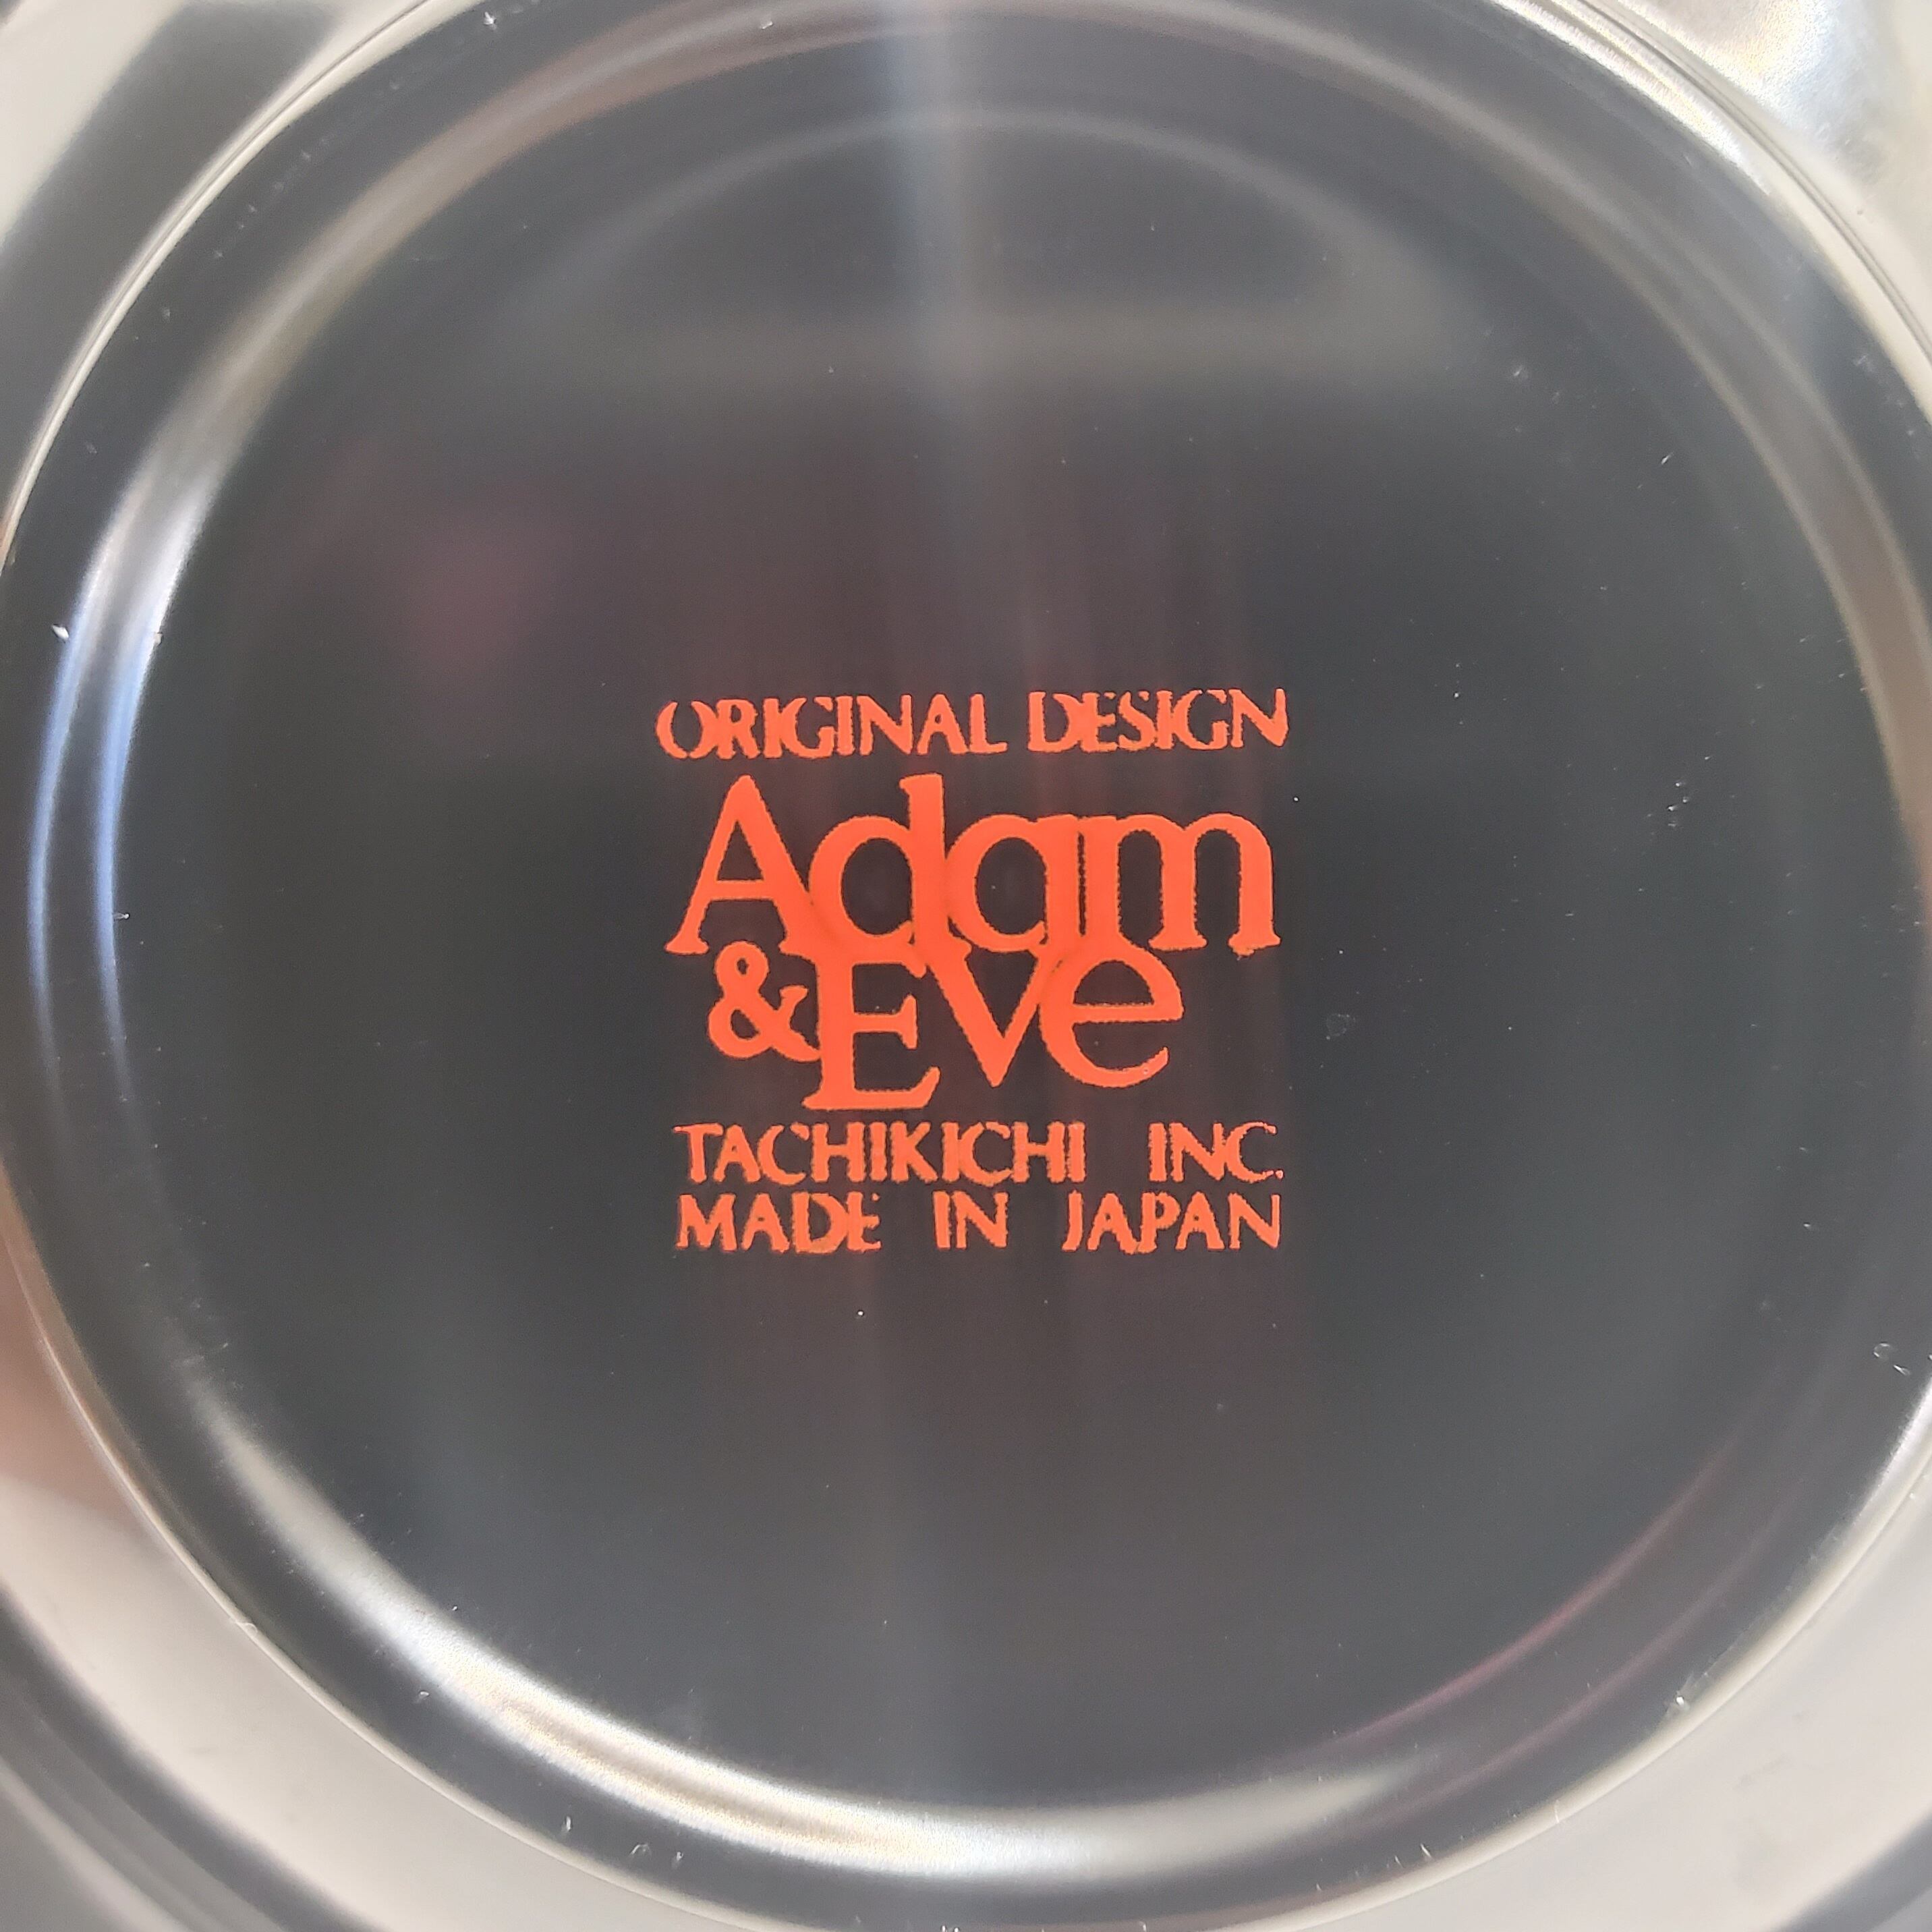 ORIGINAL DESIGN
Adam
& Eve
TACHIKICHI INC.
MADE IN JAPAN